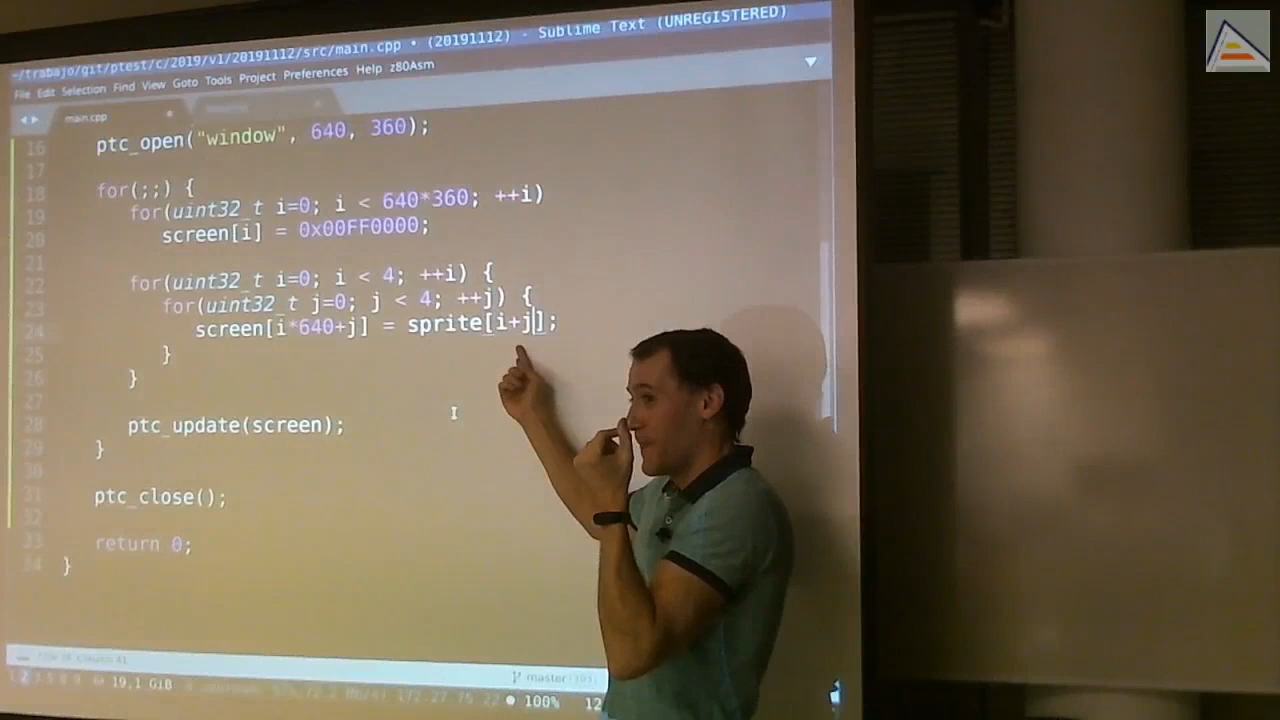 ~/trabajo/git/ptest/c/2019/v1/20191112/src/main.cpp • (20191112) - Sublime Text (UNREGISTERED)
File Edit Selection Find View Goto Tools Project Preferences Help z80Asm
main.cpp
16 ptc_open("window", 640, 360);
17
18 for(;;) {
19 for(uint32_t i=0; i < 640*360; ++i)
20 screen[i] = 0x00FF0000;
21
22 for(uint32_t i=0; i < 4; ++i) {
23 for(uint32_t j=0; j < 4; ++j) {
24 screen[i*640+j] = sprite[i+j];
25 }
26 }
27
28 ptc_update(screen);
29 }
30
31 ptc_close();
32
33 return 0;
34 }
master
2
19,1 GiB
100% 12